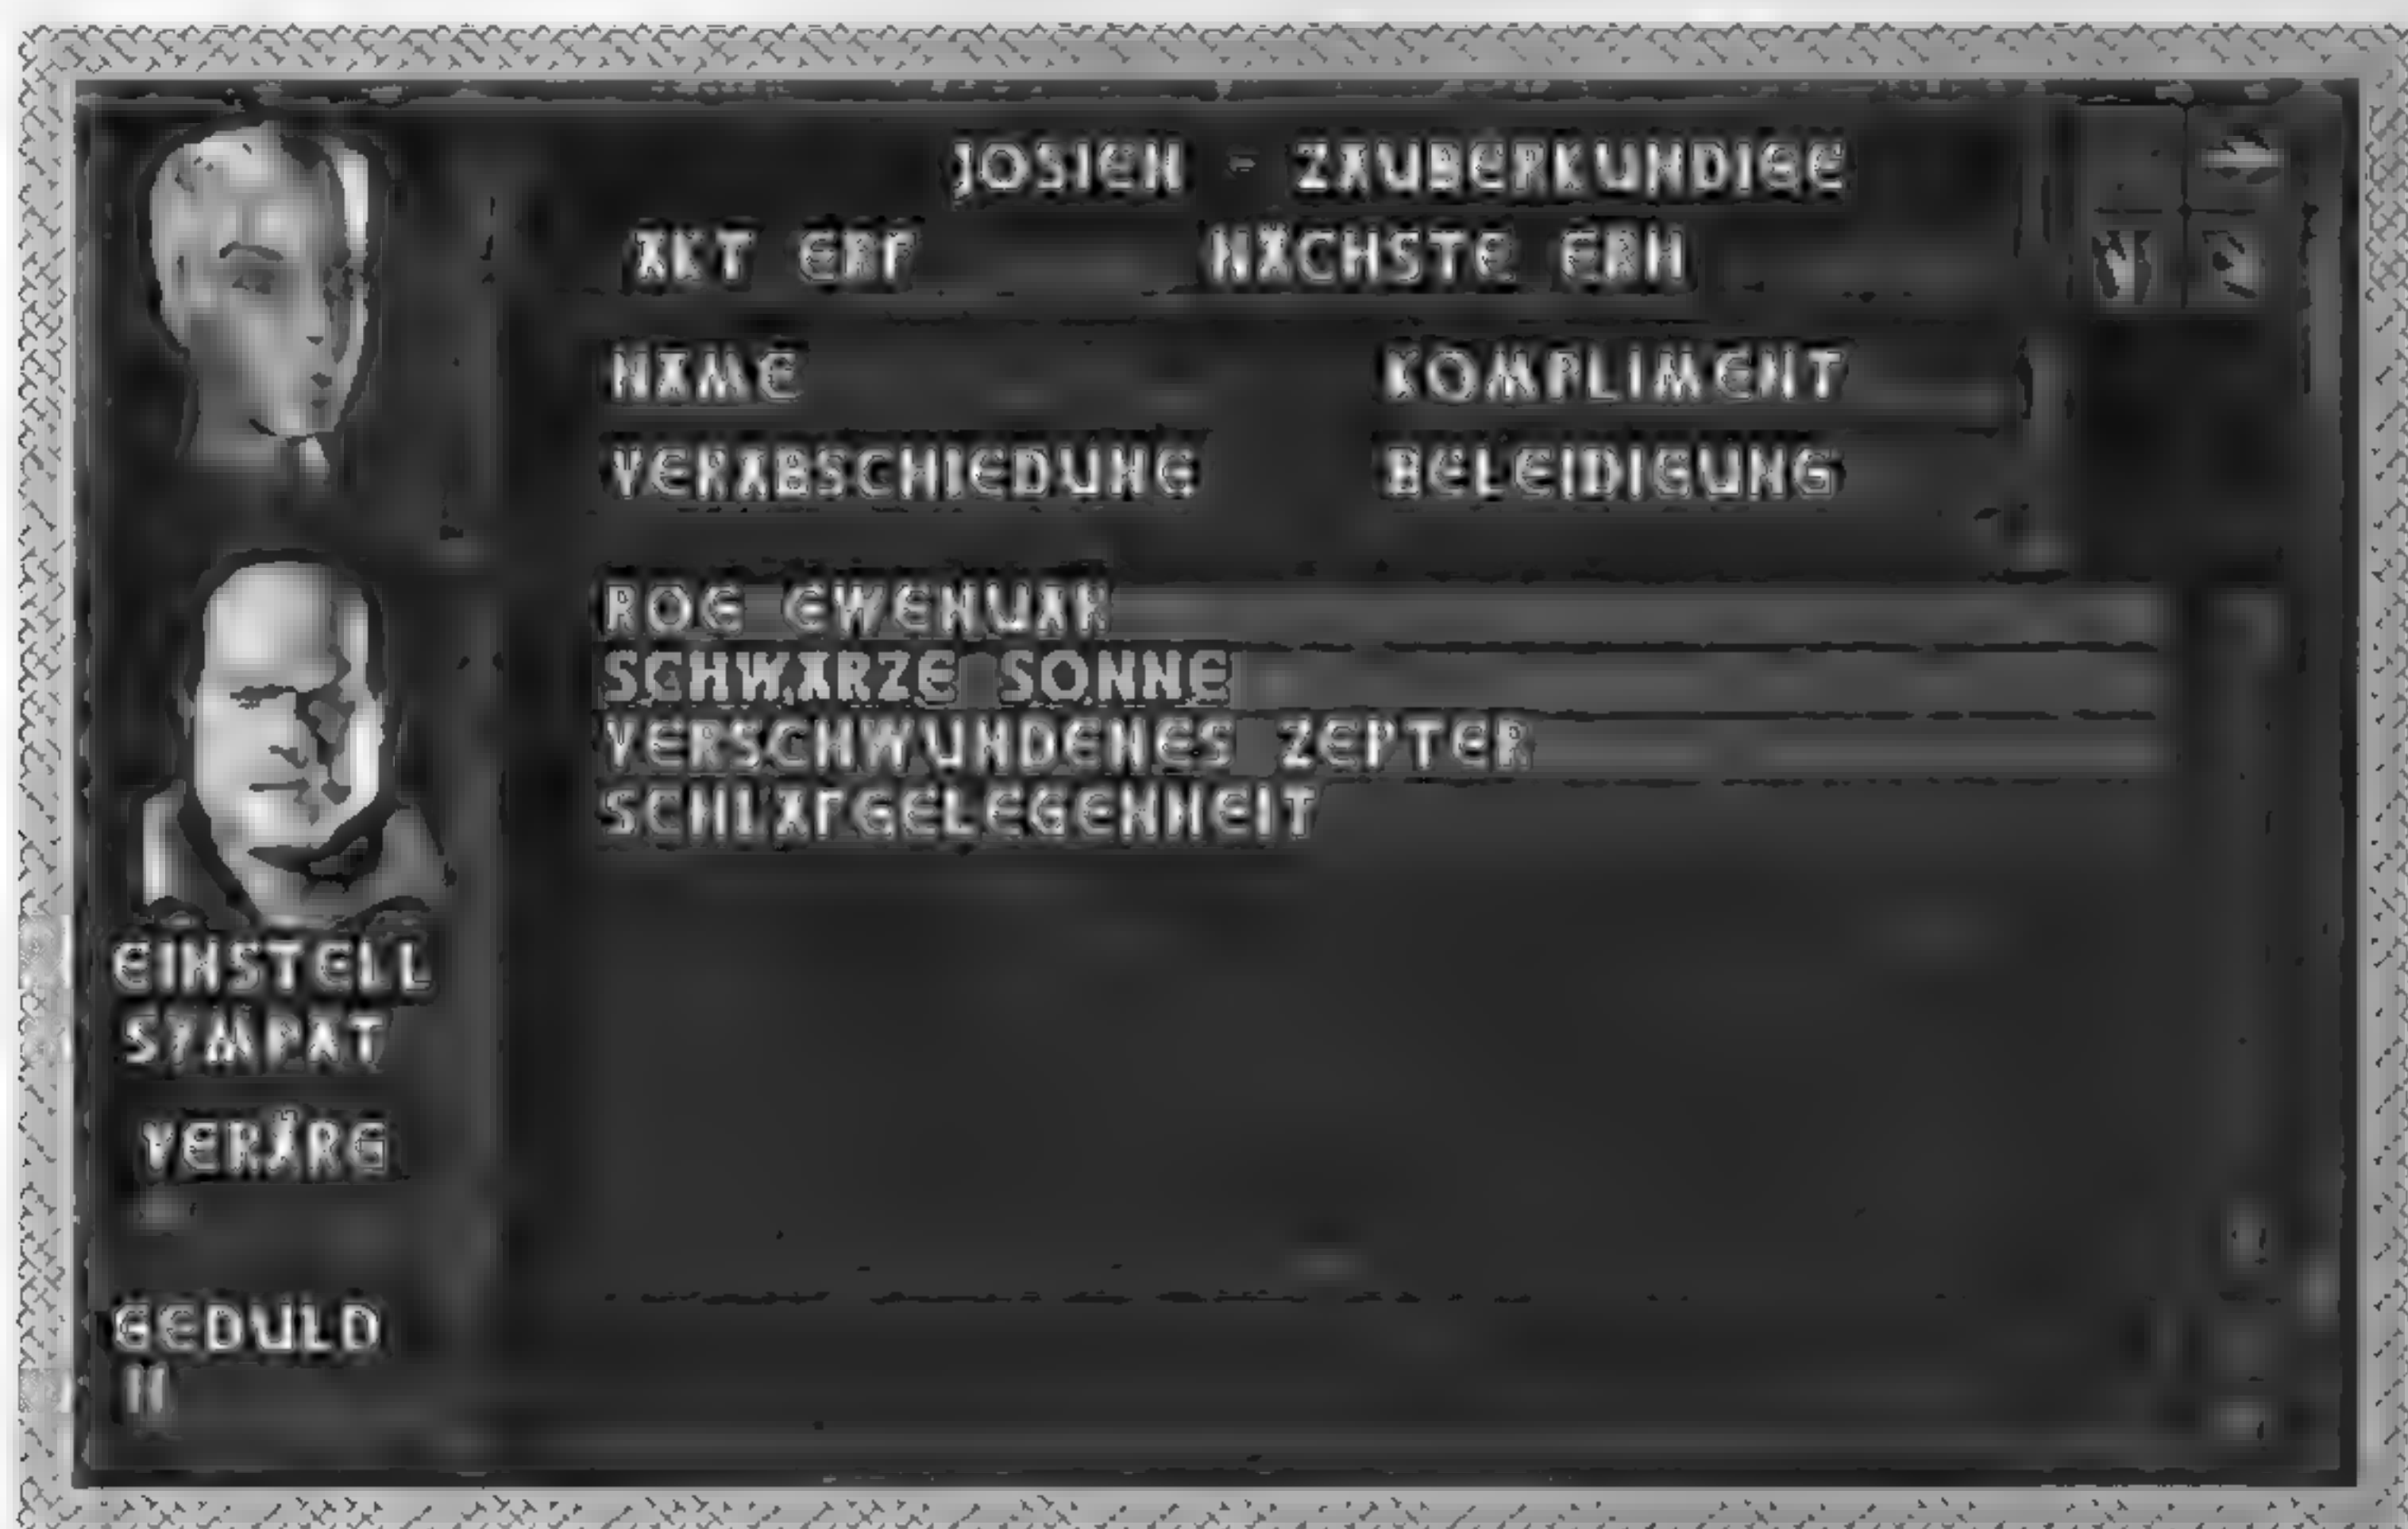 JOSIEN - ZAUBERKUNDIGE
AKT ERF NÄCHSTE ERH
NAME KOMPLIMENT
VERABSCHIEDUNG BELEIDIGUNG
ROG EWENUAK
SCHWARZE SONNE
VERSCHWUNDENES ZEPTER
SCHLAFGELEGENHEIT
EINSTELL
SYMPAT
VERÄRG
GEDULD